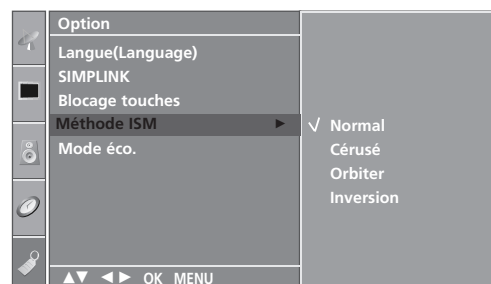 Option
Langue(Language)
SIMPLINK
Blocage touches
Méthode ISM ►
Mode éco.
√ Normal
Cérusé
Orbiter
Inversion
▲▼ ◄► OK MENU